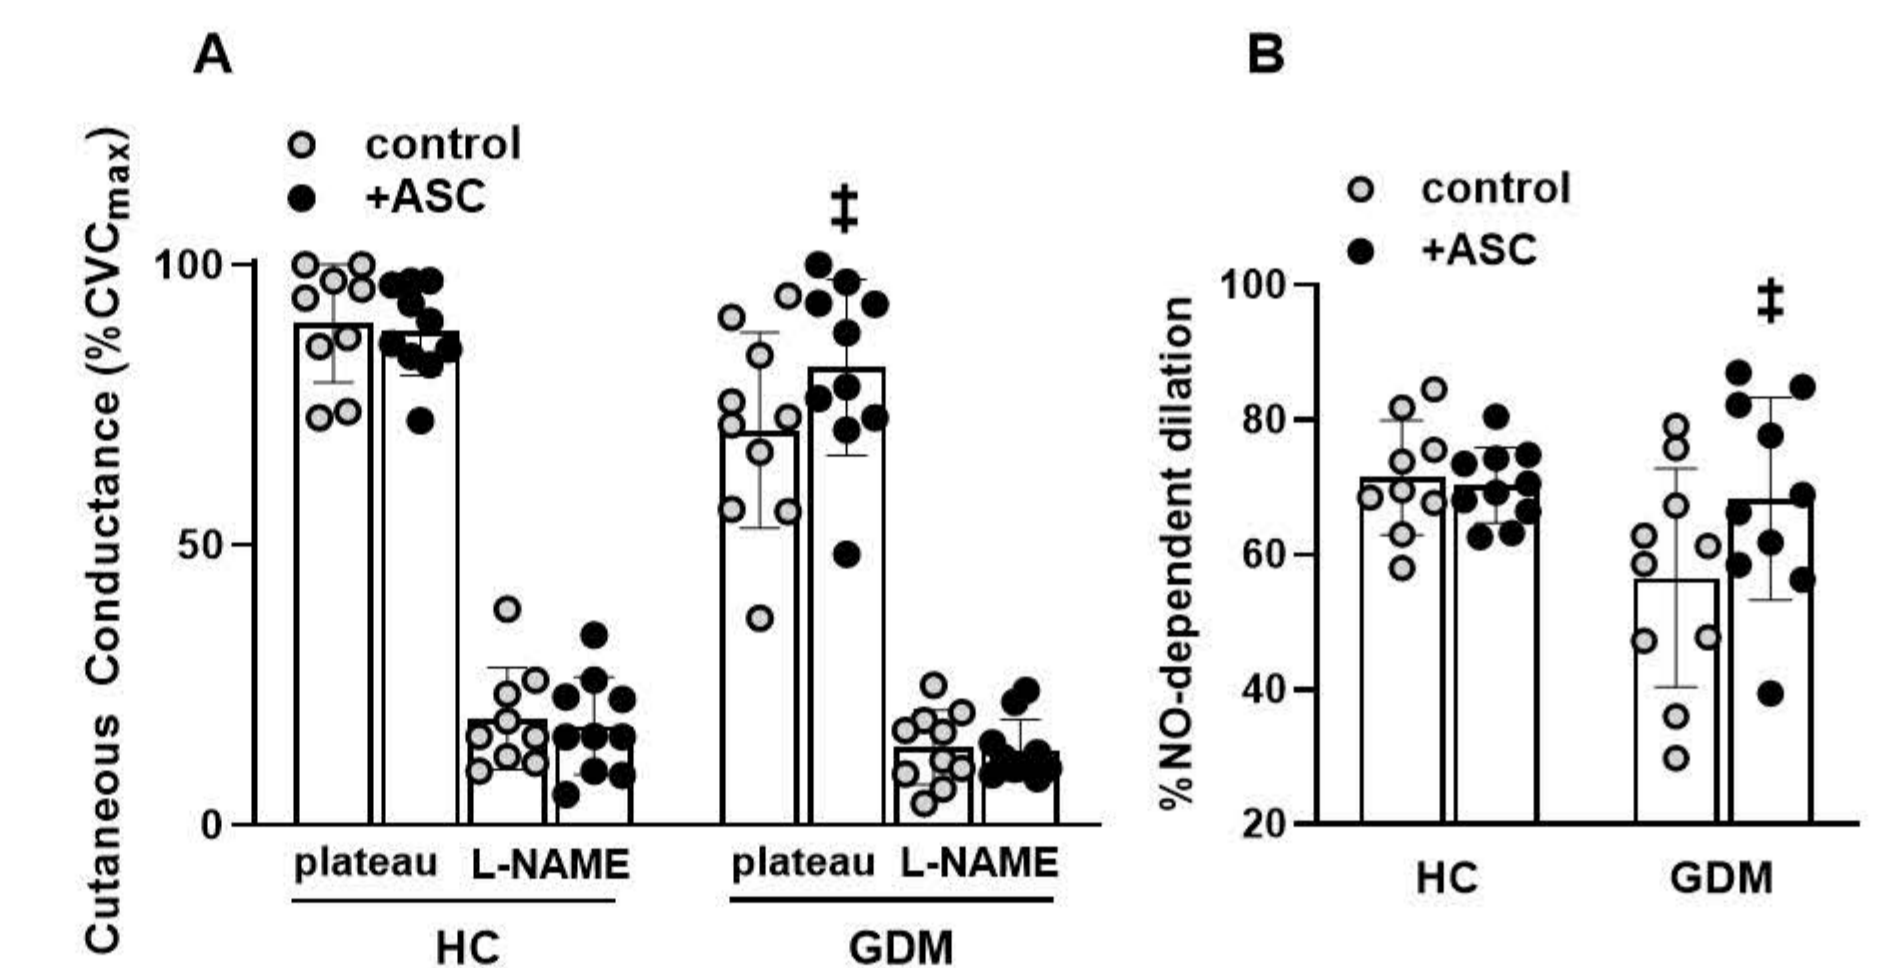 A
control
+ASC
‡
Cutaneous Conductance (%CVCmax)
100
50
0
plateau L-NAME plateau L-NAME
HC GDM
B
control
+ASC
‡
%NO-dependent dilation
100
80
60
40
20
HC GDM